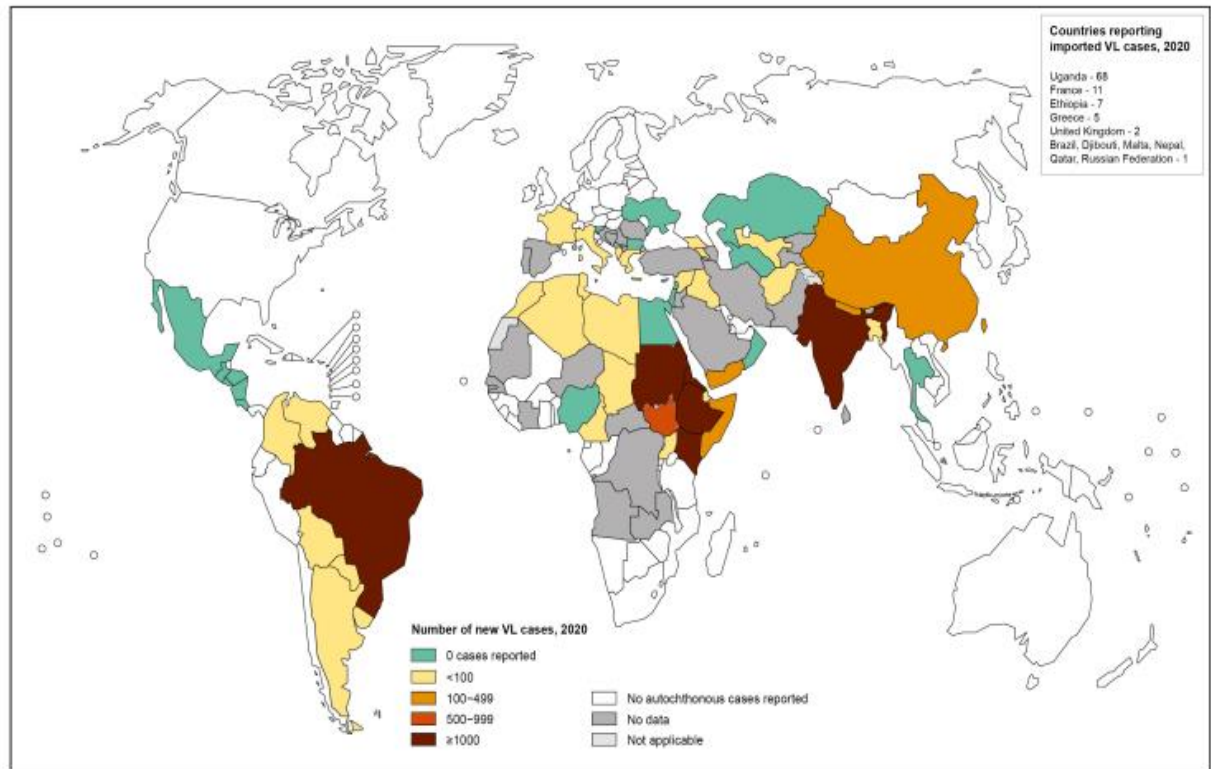 Countries reporting
imported VL cases, 2020
Uganda - 68
France - 11
Ethiopia - 7
Greece - 5
United Kingdom - 2
Brazil, Djibouti, Malta, Nepal,
Qatar, Russian Federation - 1
Number of new VL cases, 2020
0 cases reported
<100
100–499
500–999
≥1000
No autochthonous cases reported
No data
Not applicable